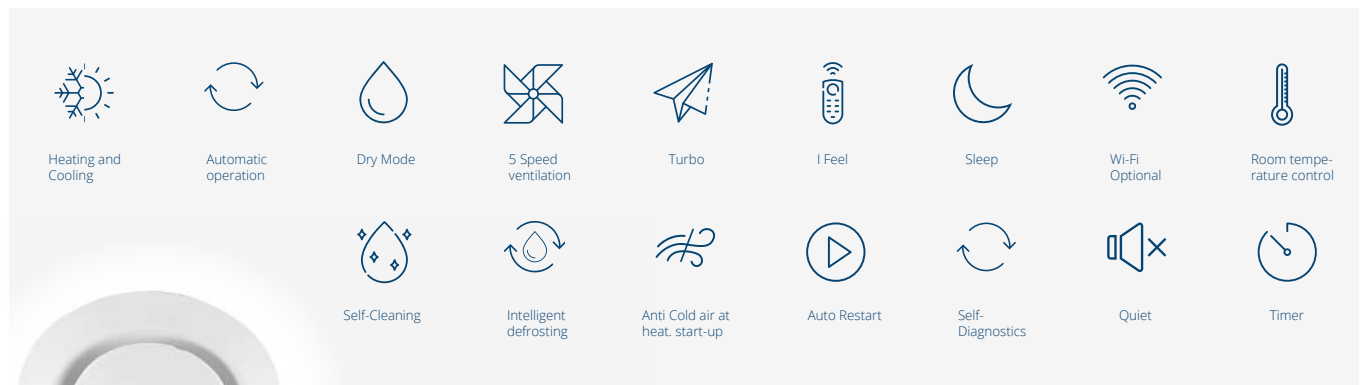 Heating and
Cooling
Automatic
operation
Dry Mode
5 Speed
ventilation
Turbo
I Feel
Sleep
Wi-Fi
Optional
Room tempe-
rature control
Self-Cleaning
Intelligent
defrosting
Anti Cold air at
heat. start-up
Auto Restart
Self-
Diagnostics
Quiet
Timer